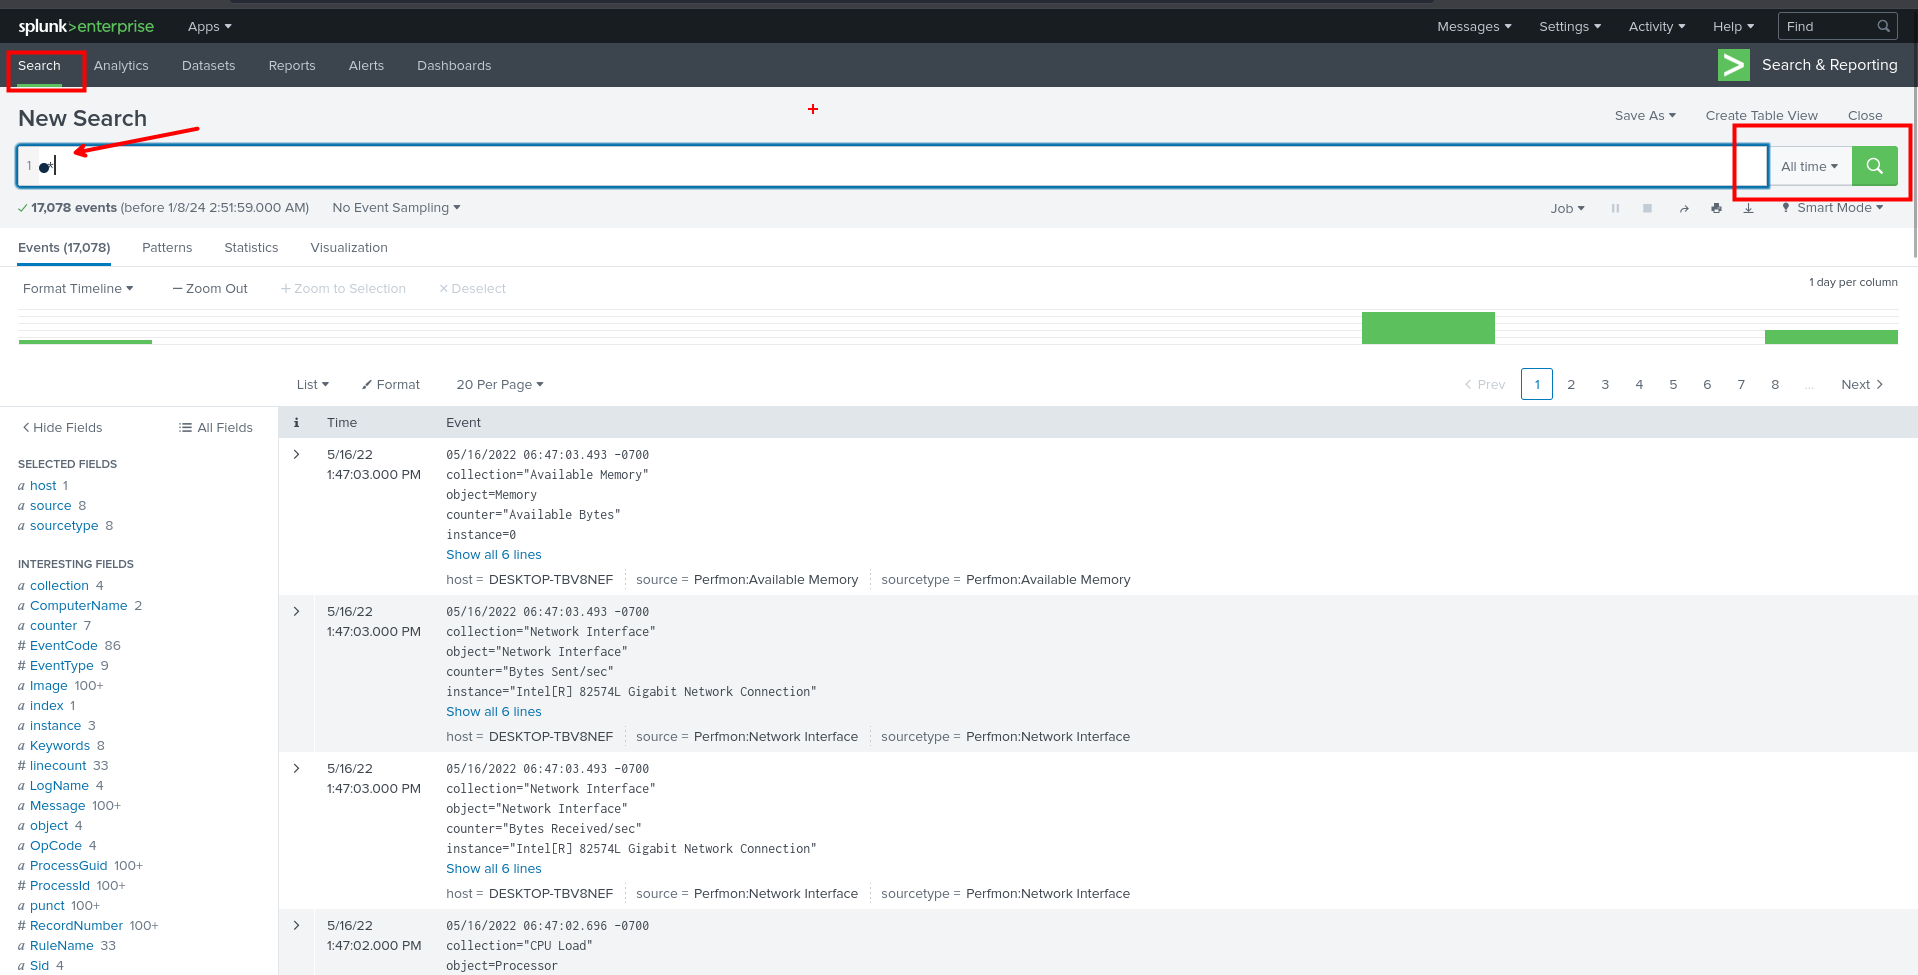 splunk>enterprise Apps Messages Settings Activity Help Find
Search Analytics Datasets Reports Alerts Dashboards Search & Reporting
New Search Save As Create Table View Close
1 * All time
17,078 events (before 1/8/24 2:51:59.000 AM) No Event Sampling Job Smart Mode
Events (17,078) Patterns Statistics Visualization
Format Timeline — Zoom Out + Zoom to Selection × Deselect 1 day per column
List Format 20 Per Page < Prev 1 2 3 4 5 6 7 8 ... Next >
< Hide Fields All Fields
SELECTED FIELDS
a host 1
a source 8
a sourcetype 8
INTERESTING FIELDS
a collection 4
a ComputerName 2
a counter 7
# EventCode 86
# EventType 9
a Image 100+
a index 1
a instance 3
a Keywords 8
# linecount 33
a LogName 4
a Message 100+
a object 4
a OpCode 4
a ProcessGuid 100+
# ProcessId 100+
a punct 100+
# RecordNumber 100+
a RuleName 33
a Sid 4
i Time Event
> 5/16/22 05/16/2022 06:47:03.493 -0700
1:47:03.000 PM collection="Available Memory"
object=Memory
counter="Available Bytes"
instance=0
Show all 6 lines
host = DESKTOP-TBV8NEF source = Perfmon:Available Memory sourcetype = Perfmon:Available Memory
> 5/16/22 05/16/2022 06:47:03.493 -0700
1:47:03.000 PM collection="Network Interface"
object="Network Interface"
counter="Bytes Sent/sec"
instance="Intel[R] 82574L Gigabit Network Connection"
Show all 6 lines
host = DESKTOP-TBV8NEF source = Perfmon:Network Interface sourcetype = Perfmon:Network Interface
> 5/16/22 05/16/2022 06:47:03.493 -0700
1:47:03.000 PM collection="Network Interface"
object="Network Interface"
counter="Bytes Received/sec"
instance="Intel[R] 82574L Gigabit Network Connection"
Show all 6 lines
host = DESKTOP-TBV8NEF source = Perfmon:Network Interface sourcetype = Perfmon:Network Interface
> 5/16/22 05/16/2022 06:47:02.696 -0700
1:47:02.000 PM collection="CPU Load"
object=Processor